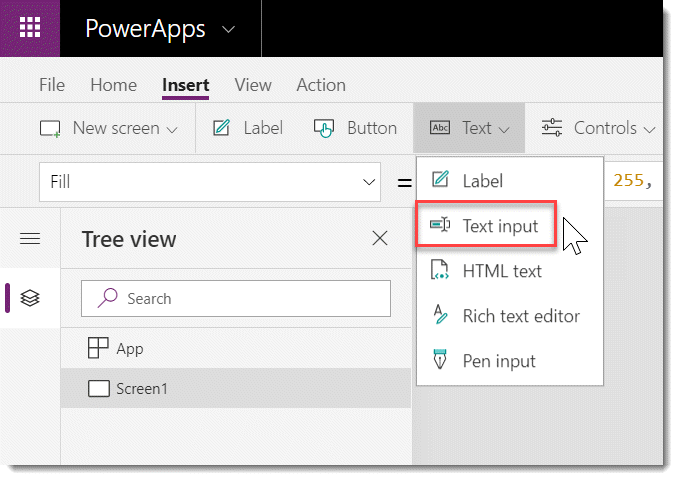 PowerApps
File Home Insert View Action
New screen Label Button Abc Text Controls
Fill = 255,
Label
Tree view Text input
Search HTML text
App Rich text editor
Screen1 Pen input